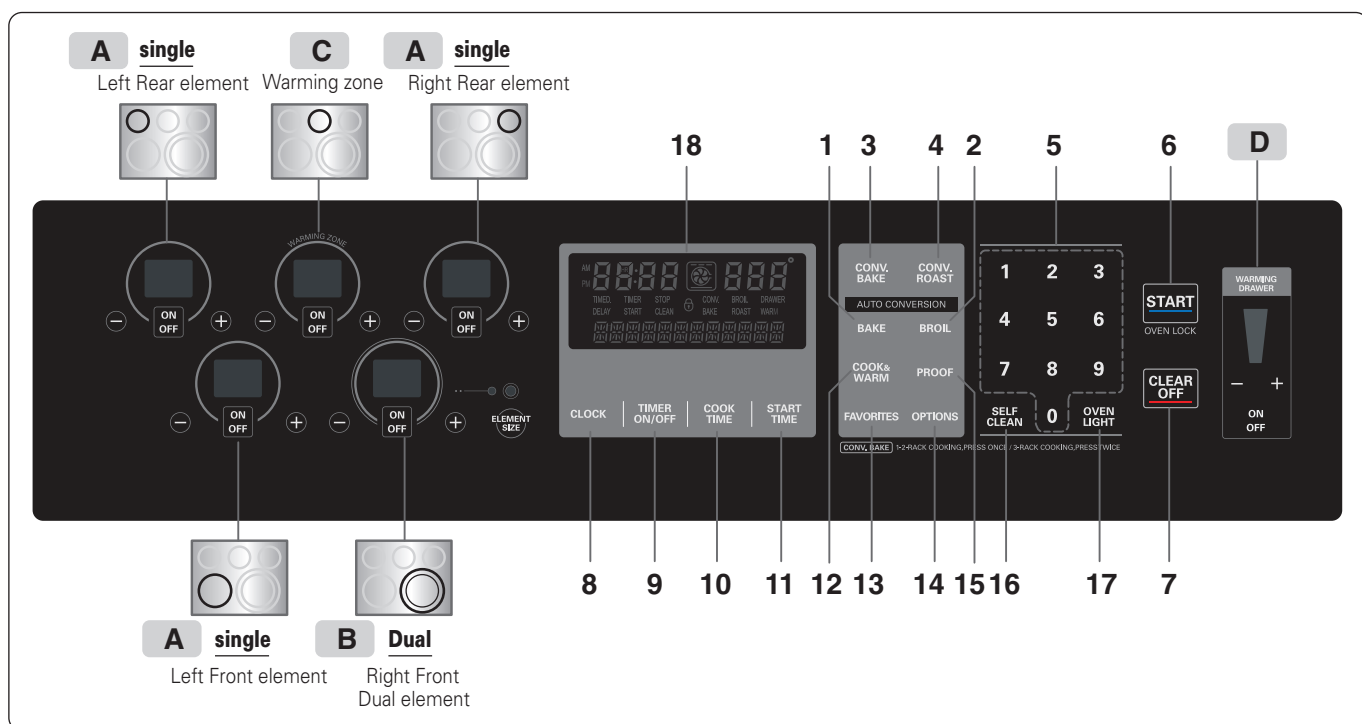 A single C A single
Left Rear element Warming zone Right Rear element
18 1 3 4 2 5 6 D
WARMING ZONE
ON
OFF
− +
ON
OFF
− +
ON
OFF
− +
ON
OFF
− +
ON
OFF
− +
ELEMENT
SIZE
AM
PM
88:88 888°
TIMED. TIMER STOP CONV. BROIL DRAWER
DELAY START CLEAN BAKE ROAST WARM
CLOCK
TIMER
ON/OFF
COOK
TIME
START
TIME
CONV.
BAKE
CONV.
ROAST
AUTO CONVERSION
BAKE BROIL
COOK&
WARM
PROOF
FAVORITES OPTIONS
1 2 3
4 5 6
7 8 9
SELF
CLEAN
0
OVEN
LIGHT
CONV. BAKE 1-2-RACK COOKING,PRESS ONCE / 3-RACK COOKING,PRESS TWICE
START
OVEN LOCK
CLEAR
OFF
WARMING
DRAWER
− +
ON
OFF
8 9 10 11 12 13 14 15 16 17 7
A single B Dual
Left Front element
Right Front
Dual element